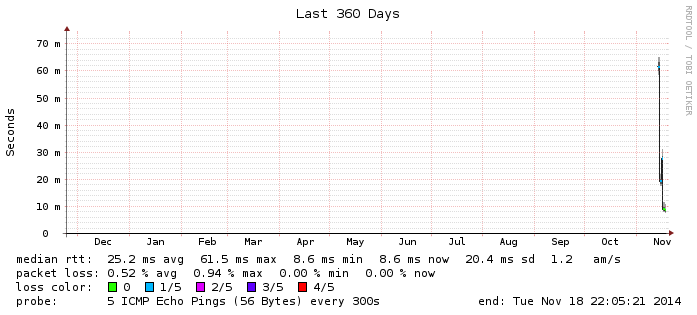 Last 360 Days
RRDTOOL / TOBI OETIKER
Seconds
70 m
60 m
50 m
40 m
30 m
20 m
10 m
0
Dec Jan Feb Mar Apr May Jun Jul Aug Sep Oct Nov
median rtt: 25.2 ms avg 61.5 ms max 8.6 ms min 8.6 ms now 20.4 ms sd 1.2 am/s
packet loss: 0.52 % avg 0.94 % max 0.00 % min 0.00 % now
loss color: 0 1/5 2/5 3/5 4/5
probe: 5 ICMP Echo Pings (56 Bytes) every 300s end: Tue Nov 18 22:05:21 2014